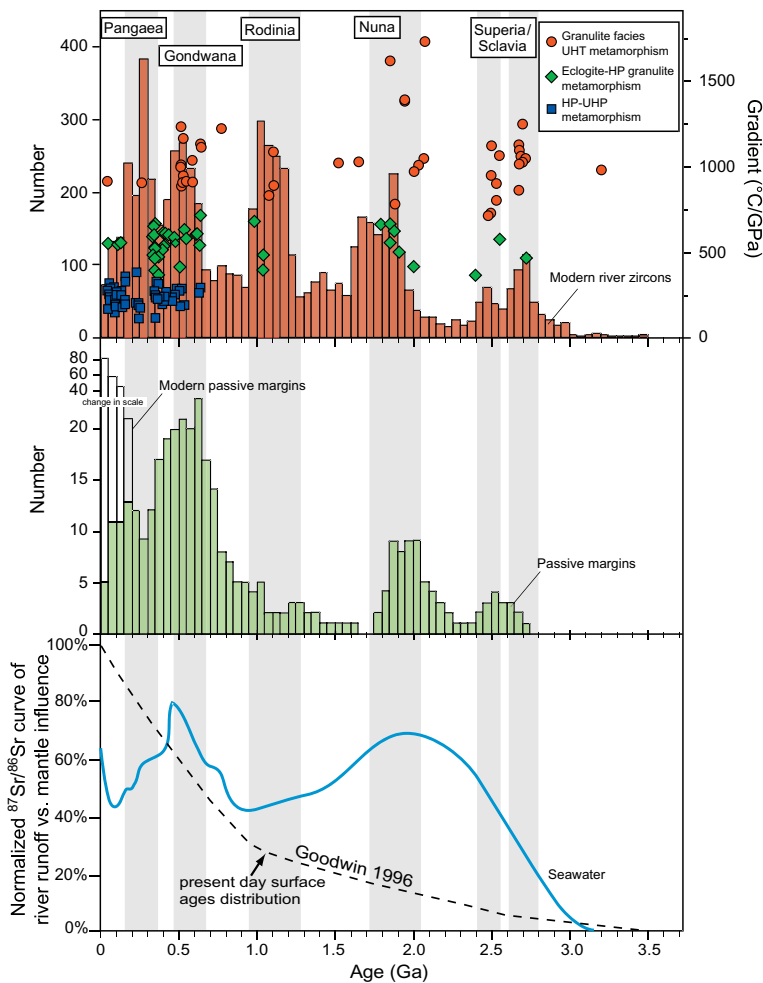 Pangaea
Gondwana
Rodinia
Nuna
Superia/
Sclavia
Granulite facies
UHT metamorphism
Eclogite-HP granulite
metamorphism
HP-UHP
metamorphism
400
300
200
100
0
Number
1500
1000
500
0
Gradient (°C/GPa)
Modern river zircons
80
60
40
20
15
10
5
0
Number
change in scale
Modern passive margins
Passive margins
100%
80%
60%
40%
20%
0%
Normalized ⁸⁷Sr/⁸⁶Sr curve of
river runoff vs. mantle influence
Goodwin 1996
present day surface
ages distribution
Seawater
0
0.5
1.0
1.5
2.0
2.5
3.0
3.5
Age (Ga)